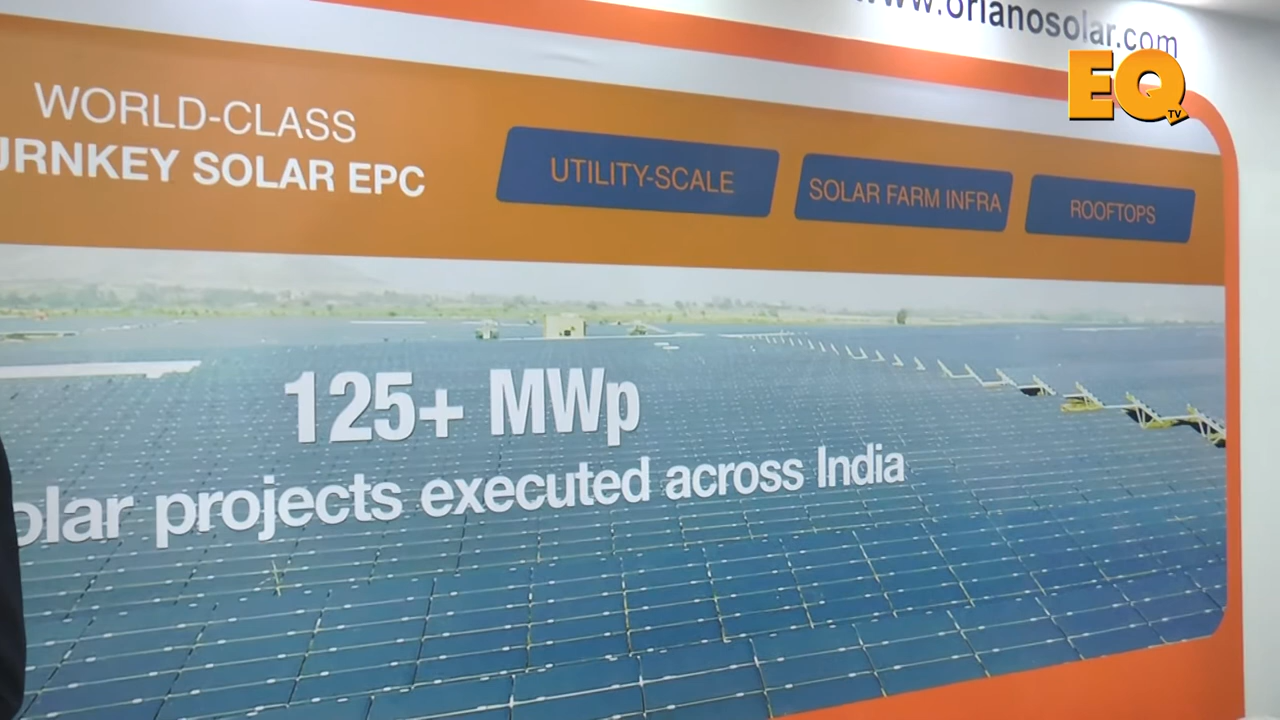 www.orianosolar.com
EQ
TV
WORLD-CLASS
URNKEY SOLAR EPC
UTILITY-SCALE
SOLAR FARM INFRA
ROOFTOPS
125+ MWp
olar projects executed across India